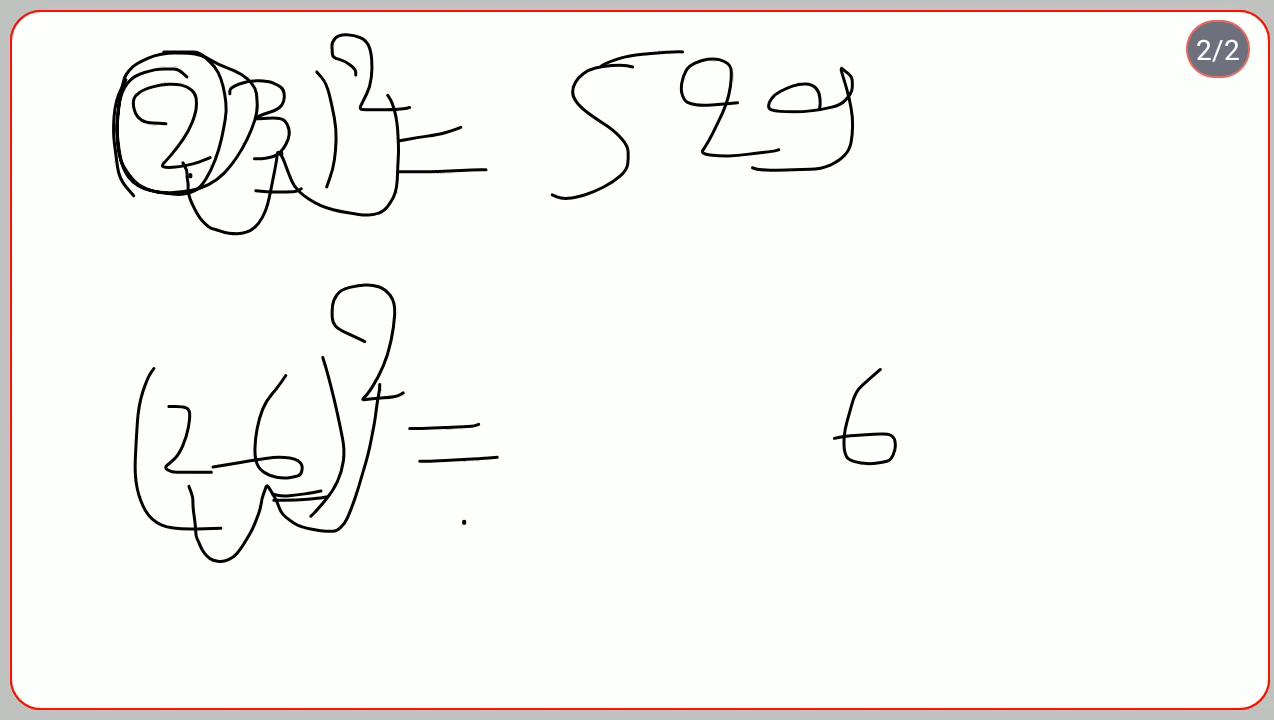 2/2
(23)² = 529
(26)² = 6